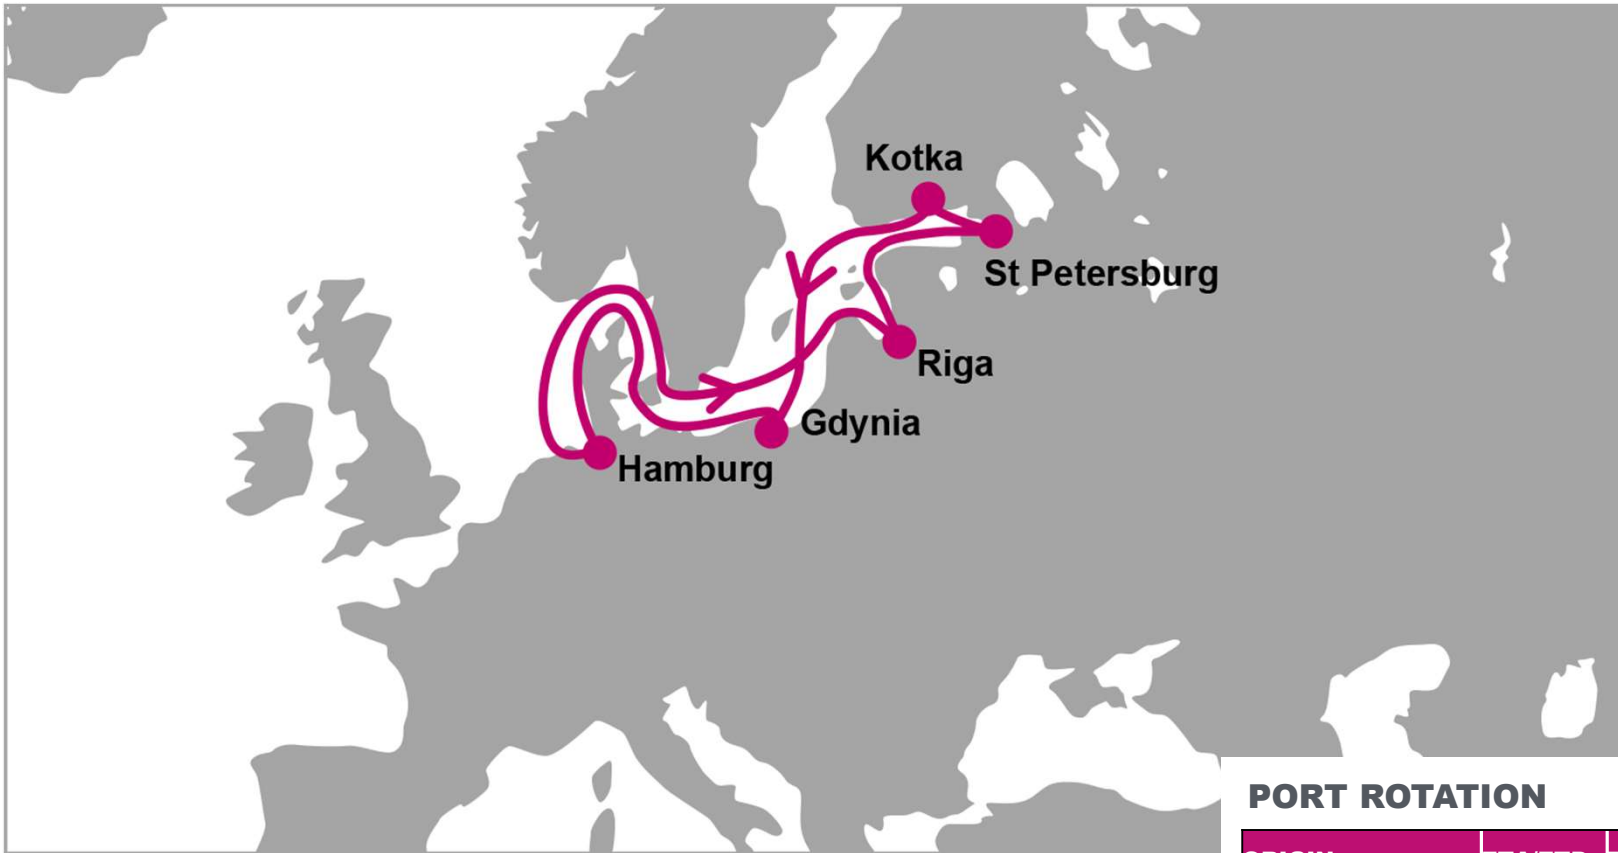 Kotka
St Petersburg
Riga
Gdynia
Hamburg
PORT ROTATION